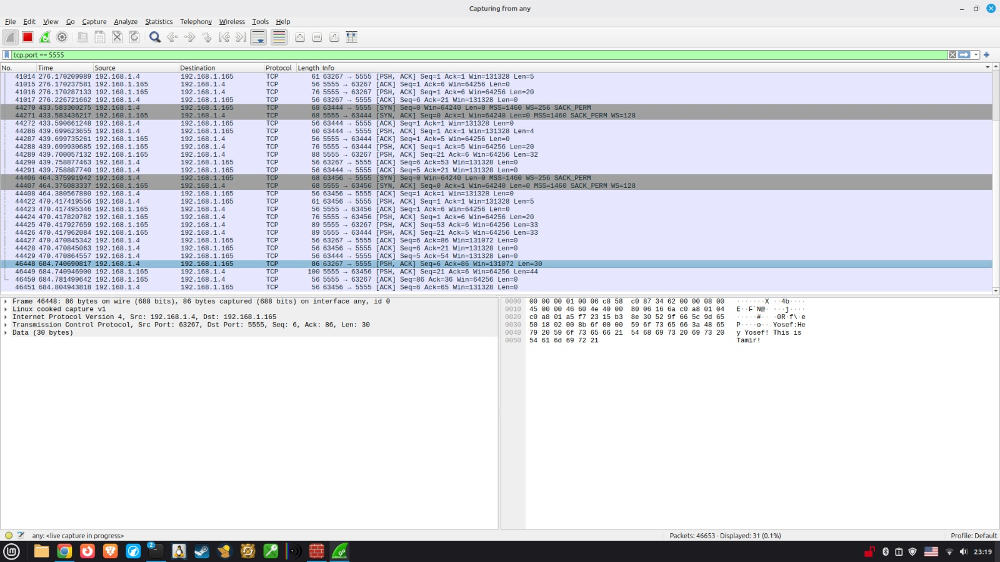 Capturing from any
File Edit View Go Capture Analyze Statistics Telephony Wireless Tools Help
tcp.port == 5555
No. Time Source Destination Protocol Length Info
41014 276.170209989 192.168.1.4 192.168.1.165 TCP 61 63267 → 5555 [PSH, ACK] Seq=1 Ack=1 Win=131328 Len=5
41015 276.170237581 192.168.1.165 192.168.1.4 TCP 56 5555 → 63267 [ACK] Seq=1 Ack=6 Win=64256 Len=0
41016 276.170287133 192.168.1.165 192.168.1.4 TCP 76 5555 → 63267 [PSH, ACK] Seq=1 Ack=6 Win=64256 Len=20
41017 276.226721662 192.168.1.4 192.168.1.165 TCP 56 63267 → 5555 [ACK] Seq=6 Ack=21 Win=131328 Len=0
44270 433.583300275 192.168.1.4 192.168.1.165 TCP 68 63444 → 5555 [SYN] Seq=0 Win=64240 Len=0 MSS=1460 WS=256 SACK_PERM
44271 433.583436217 192.168.1.165 192.168.1.4 TCP 68 5555 → 63444 [SYN, ACK] Seq=0 Ack=1 Win=64240 Len=0 MSS=1460 SACK_PERM WS=128
44272 433.590661248 192.168.1.4 192.168.1.165 TCP 56 63444 → 5555 [ACK] Seq=1 Ack=1 Win=131328 Len=0
44286 439.699623655 192.168.1.4 192.168.1.165 TCP 60 63444 → 5555 [PSH, ACK] Seq=1 Ack=1 Win=131328 Len=4
44287 439.699735261 192.168.1.165 192.168.1.4 TCP 56 5555 → 63444 [ACK] Seq=1 Ack=5 Win=64256 Len=0
44288 439.699930685 192.168.1.165 192.168.1.4 TCP 76 5555 → 63444 [PSH, ACK] Seq=1 Ack=5 Win=64256 Len=20
44289 439.700057132 192.168.1.165 192.168.1.4 TCP 88 5555 → 63267 [PSH, ACK] Seq=21 Ack=6 Win=64256 Len=32
44290 439.758877463 192.168.1.4 192.168.1.165 TCP 56 63267 → 5555 [ACK] Seq=6 Ack=53 Win=131328 Len=0
44291 439.758887740 192.168.1.4 192.168.1.165 TCP 56 63444 → 5555 [ACK] Seq=5 Ack=21 Win=131328 Len=0
44406 464.375991942 192.168.1.4 192.168.1.165 TCP 68 63456 → 5555 [SYN] Seq=0 Win=64240 Len=0 MSS=1460 WS=256 SACK_PERM
44407 464.376083337 192.168.1.165 192.168.1.4 TCP 68 5555 → 63456 [SYN, ACK] Seq=0 Ack=1 Win=64240 Len=0 MSS=1460 SACK_PERM WS=128
44408 464.380567880 192.168.1.4 192.168.1.165 TCP 56 63456 → 5555 [ACK] Seq=1 Ack=1 Win=131328 Len=0
44422 470.417419556 192.168.1.4 192.168.1.165 TCP 61 63456 → 5555 [PSH, ACK] Seq=1 Ack=1 Win=131328 Len=5
44423 470.417495346 192.168.1.165 192.168.1.4 TCP 56 5555 → 63456 [ACK] Seq=1 Ack=6 Win=64256 Len=0
44424 470.417820782 192.168.1.165 192.168.1.4 TCP 76 5555 → 63456 [PSH, ACK] Seq=1 Ack=6 Win=64256 Len=20
44425 470.417927659 192.168.1.165 192.168.1.4 TCP 89 5555 → 63267 [PSH, ACK] Seq=53 Ack=6 Win=64256 Len=33
44426 470.417962084 192.168.1.165 192.168.1.4 TCP 89 5555 → 63444 [PSH, ACK] Seq=21 Ack=5 Win=64256 Len=33
44427 470.470845342 192.168.1.4 192.168.1.165 TCP 56 63267 → 5555 [ACK] Seq=6 Ack=86 Win=131072 Len=0
44428 470.470845063 192.168.1.4 192.168.1.165 TCP 56 63456 → 5555 [ACK] Seq=6 Ack=21 Win=131328 Len=0
44429 470.470864557 192.168.1.4 192.168.1.165 TCP 56 63444 → 5555 [ACK] Seq=5 Ack=54 Win=131328 Len=0
46448 684.740690817 192.168.1.4 192.168.1.165 TCP 86 63267 → 5555 [PSH, ACK] Seq=6 Ack=86 Win=131072 Len=30
46449 684.740946900 192.168.1.165 192.168.1.4 TCP 100 5555 → 63456 [PSH, ACK] Seq=21 Ack=6 Win=64256 Len=44
46450 684.781499642 192.168.1.165 192.168.1.4 TCP 56 5555 → 63267 [ACK] Seq=86 Ack=36 Win=64256 Len=0
46451 684.804943818 192.168.1.4 192.168.1.165 TCP 56 63456 → 5555 [ACK] Seq=6 Ack=65 Win=131328 Len=0
Frame 46448: 86 bytes on wire (688 bits), 86 bytes captured (688 bits) on interface any, id 0
Linux cooked capture v1
Internet Protocol Version 4, Src: 192.168.1.4, Dst: 192.168.1.165
Transmission Control Protocol, Src Port: 63267, Dst Port: 5555, Seq: 6, Ack: 86, Len: 30
Data (30 bytes)
0000 00 00 00 01 00 06 c8 58 c0 87 34 62 00 00 08 00 ·······X ··4b····
0010 45 00 00 46 60 4e 40 00 80 06 16 6a c0 a8 01 04 E··F`N@· ···j····
0020 c0 a8 01 a5 f7 23 15 b3 8e 30 52 9f 66 5c 9d 65 ·····#·· ·0R·f\·e
0030 50 18 02 00 8b 6f 00 00 59 6f 73 65 66 3a 48 65 P····o·· Yosef:He
0040 79 20 59 6f 73 65 66 21 54 68 69 73 20 69 73 20 y Yosef! This is
0050 54 61 6d 69 72 21 Tamir!
any: <live capture in progress> Packets: 46653 · Displayed: 31 (0.1%) Profile: Default
2
23:19